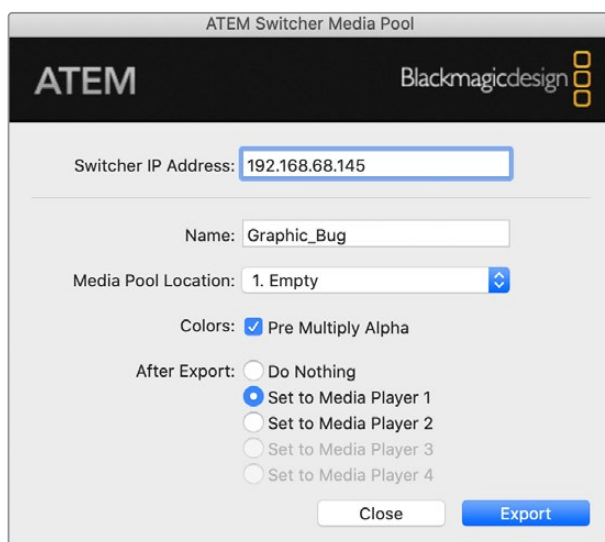 ATEM Switcher Media Pool
ATEM Blackmagicdesign
Switcher IP Address: 192.168.68.145
Name: Graphic_Bug
Media Pool Location: 1. Empty
Colors: Pre Multiply Alpha
After Export: Do Nothing
Set to Media Player 1
Set to Media Player 2
Set to Media Player 3
Set to Media Player 4
Close Export